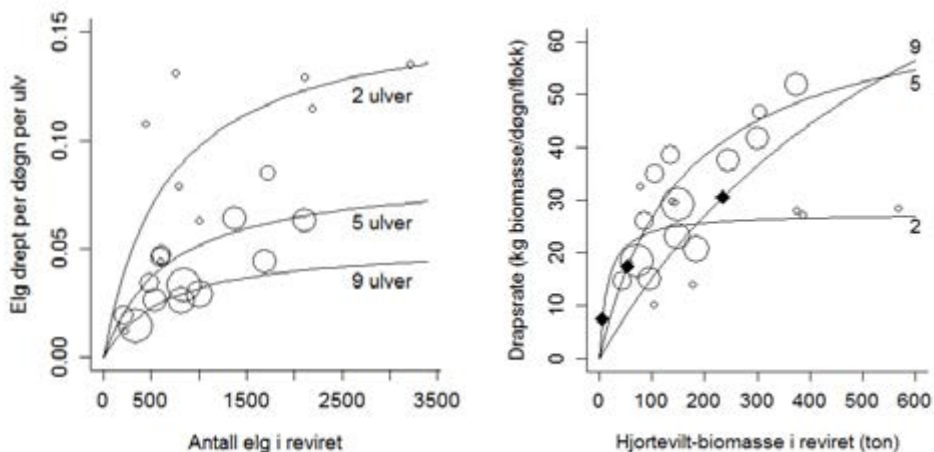 Elg drept per døgn per ulv
0.15
0.10
0.05
0.00
2 ulver
5 ulver
9 ulver
0 500 1500 2500 3500
Antall elg i reviret
Drapsrate (kg biomasse/døgn/flokk)
60
50
40
30
20
10
0
9
5
2
0 100 200 300 400 500 600
Hjortevilt-biomasse i reviret (ton)